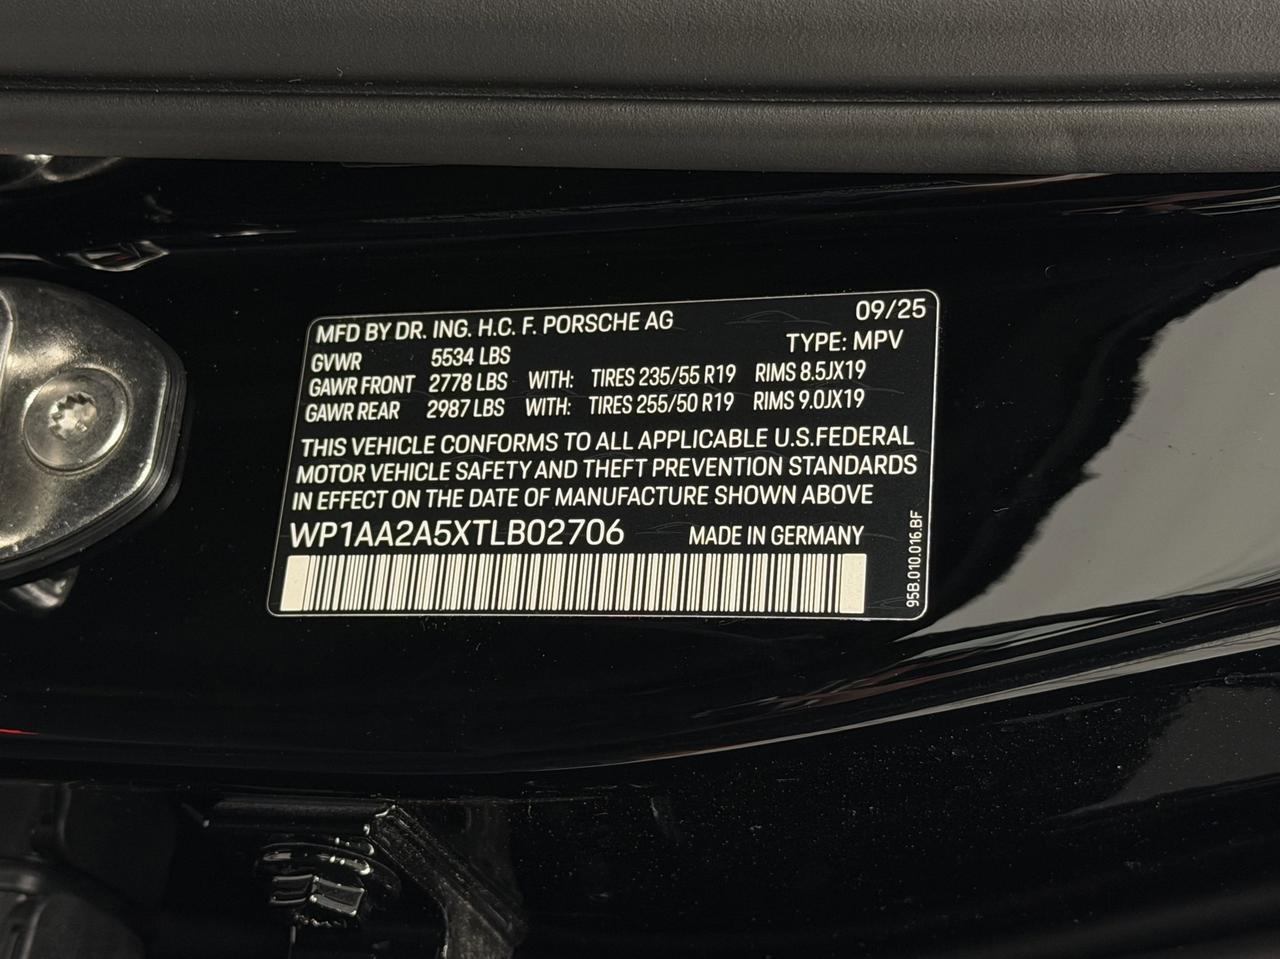 MFD BY DR. ING. H.C. F. PORSCHE AG 09/25
TYPE: MPV
GVWR 5534 LBS
GAWR FRONT 2778 LBS WITH: TIRES 235/55 R19 RIMS 8.5JX19
GAWR REAR 2987 LBS WITH: TIRES 255/50 R19 RIMS 9.0JX19
THIS VEHICLE CONFORMS TO ALL APPLICABLE U.S.FEDERAL
MOTOR VEHICLE SAFETY AND THEFT PREVENTION STANDARDS
IN EFFECT ON THE DATE OF MANUFACTURE SHOWN ABOVE
WP1AA2A5XTLB02706 MADE IN GERMANY
95B.010.016.BF